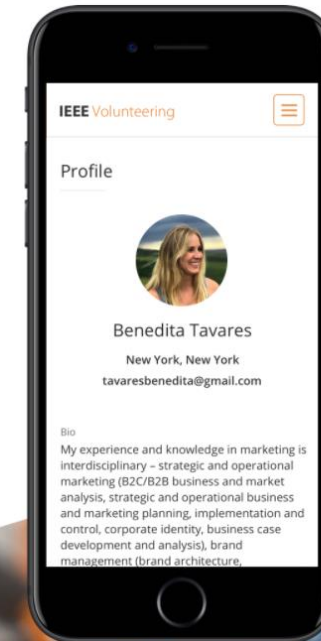 IEEE Volunteering
Profile
Benedita Tavares
New York, New York
tavaresbenedita@gmail.com
Bio
My experience and knowledge in marketing is
interdisciplinary – strategic and operational
marketing (B2C/B2B business and market
analysis, strategic and operational business
and marketing planning, implementation and
control, corporate identity, business case
development and analysis), brand
management (brand architecture,